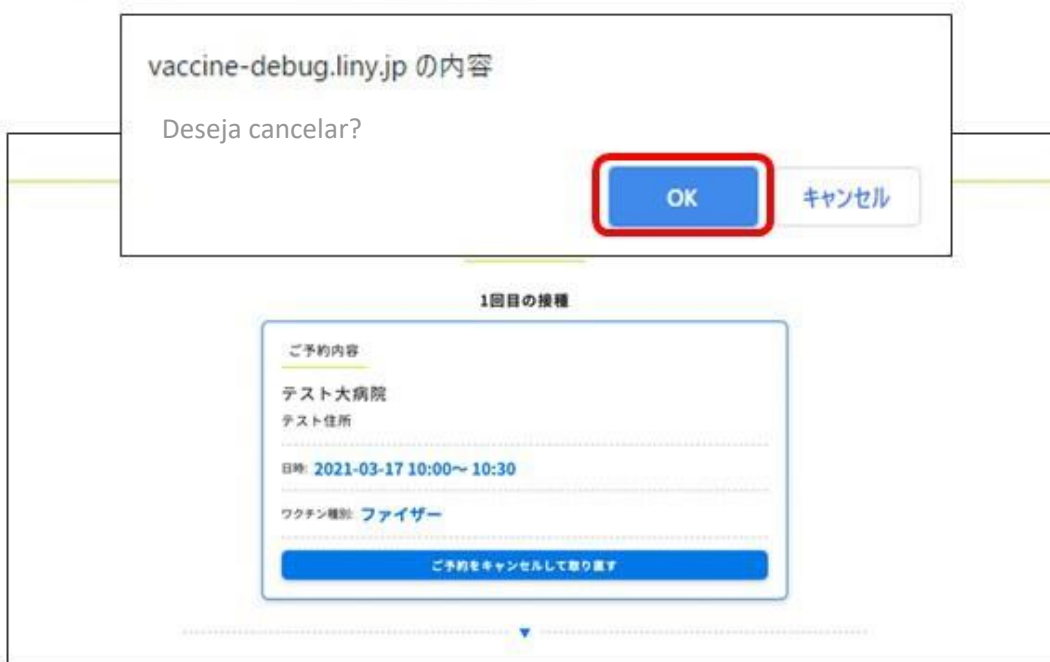 vaccine-debug.liny.jp の内容
Deseja cancelar?
OK
キャンセル
1回目の接種
ご予約内容
テスト大病院
テスト住所
日時: 2021-03-17 10:00〜 10:30
ワクチン種別: ファイザー
ご予約をキャンセルして取り直す